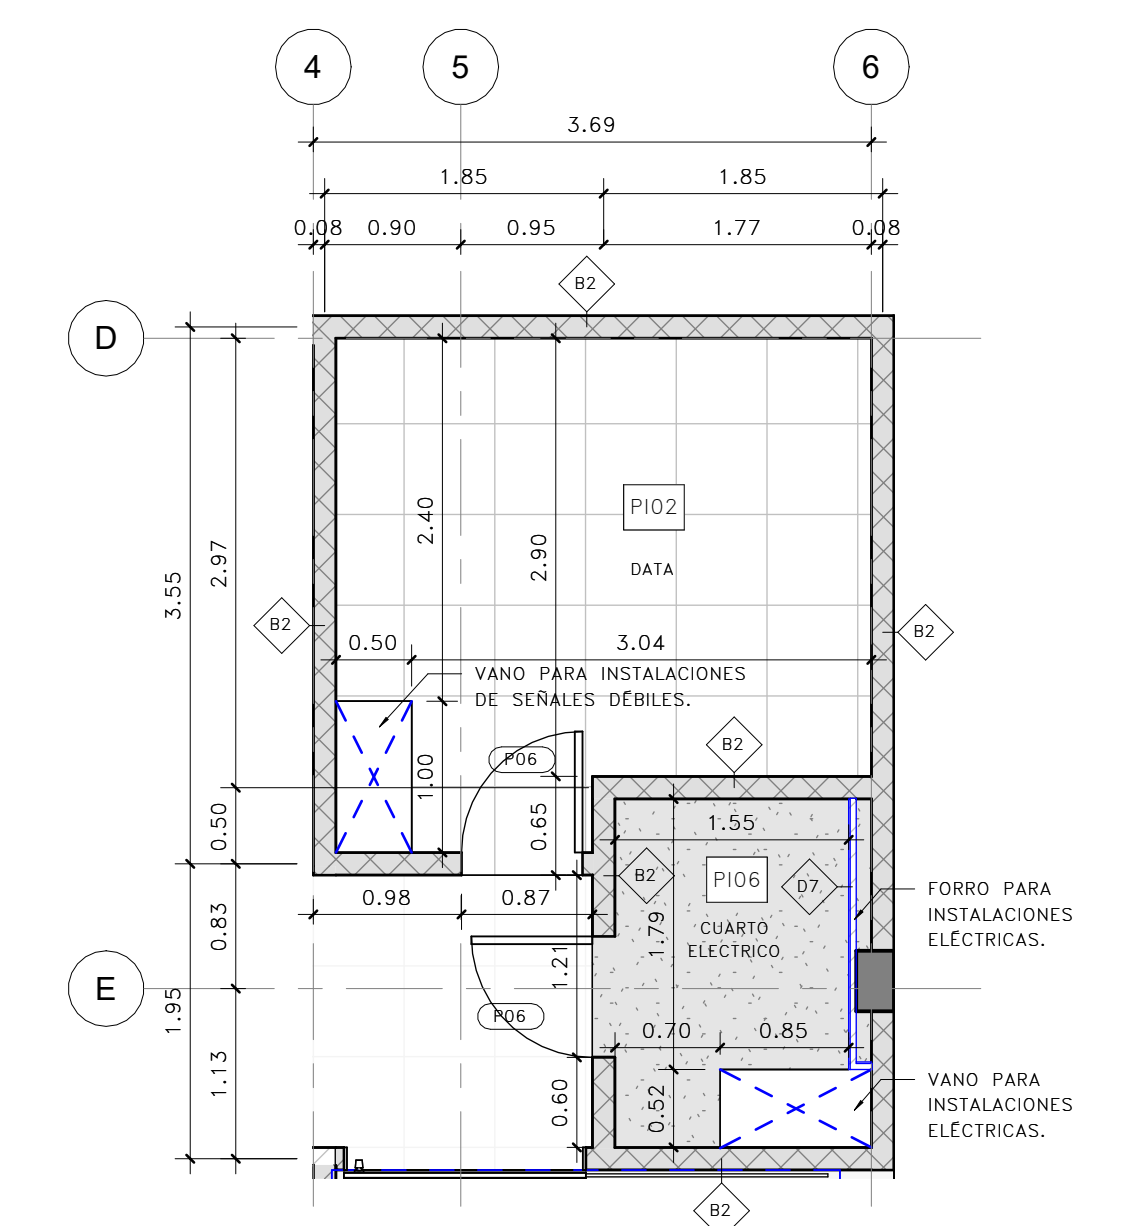 4 5 6
3.69
1.85 1.85
0.08 0.90 0.95 1.77 0.08
B2
D
2.40
2.90
PI02
2.97
3.55
DATA
B2
B2
0.50 3.04
VANO PARA INSTALACIONES
DE SEÑALES DÉBILES.
B2
P06
1.00
0.50
0.65
1.55
B2
PI06
D7
FORRO PARA
INSTALACIONES
ELÉCTRICAS.
0.98 0.87
0.83
1.79
CUARTO
ELECTRICO
1.21
E
1.95
P06
0.70 0.85
1.13
0.60
0.52
VANO PARA
INSTALACIONES
ELÉCTRICAS.
B2